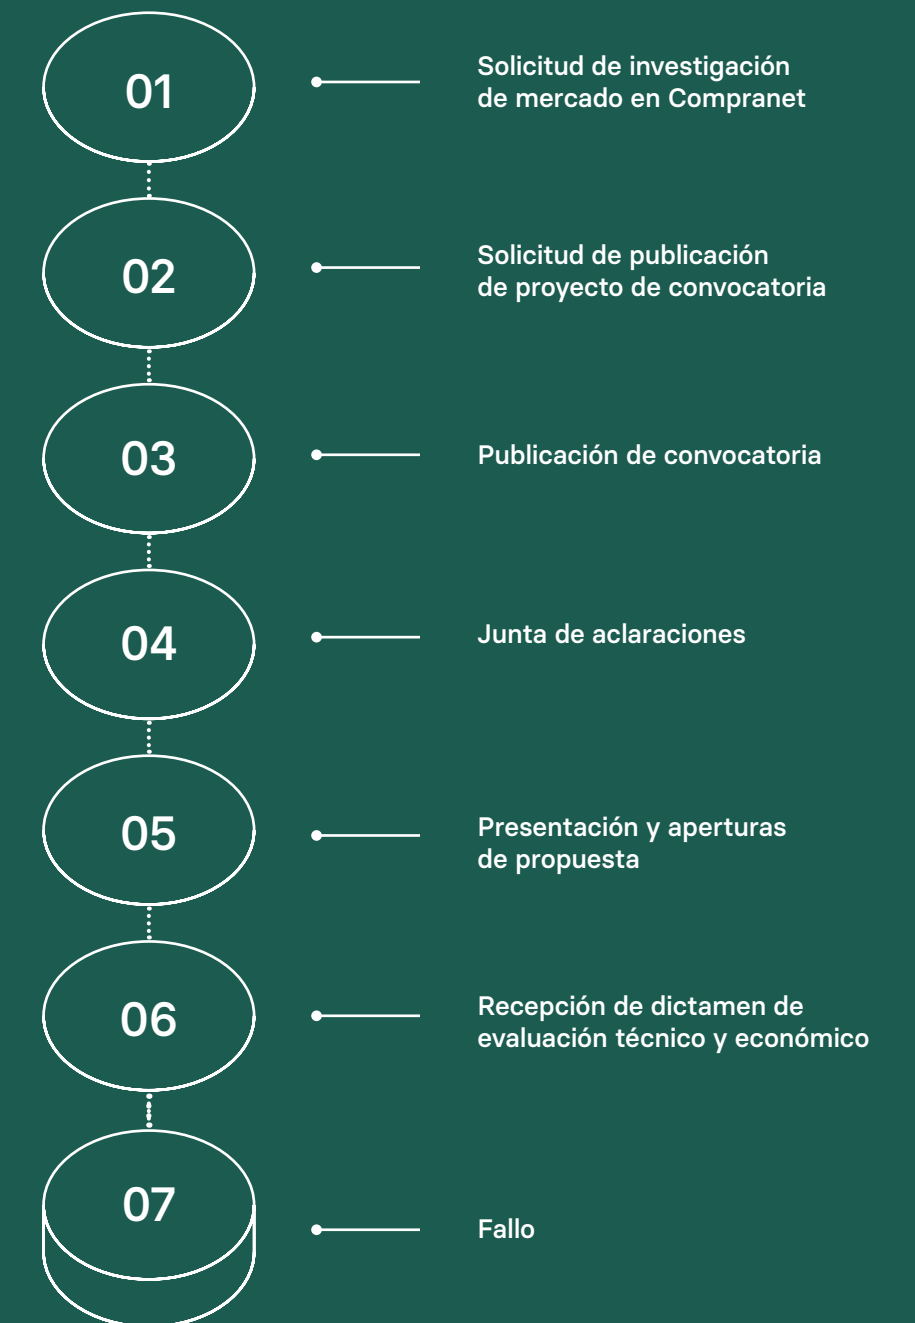 01
Solicitud de investigación
de mercado en Compranet
02
Solicitud de publicación
de proyecto de convocatoria
03
Publicación de convocatoria
04
Junta de aclaraciones
05
Presentación y aperturas
de propuesta
06
Recepción de dictamen de
evaluación técnico y económico
07
Fallo